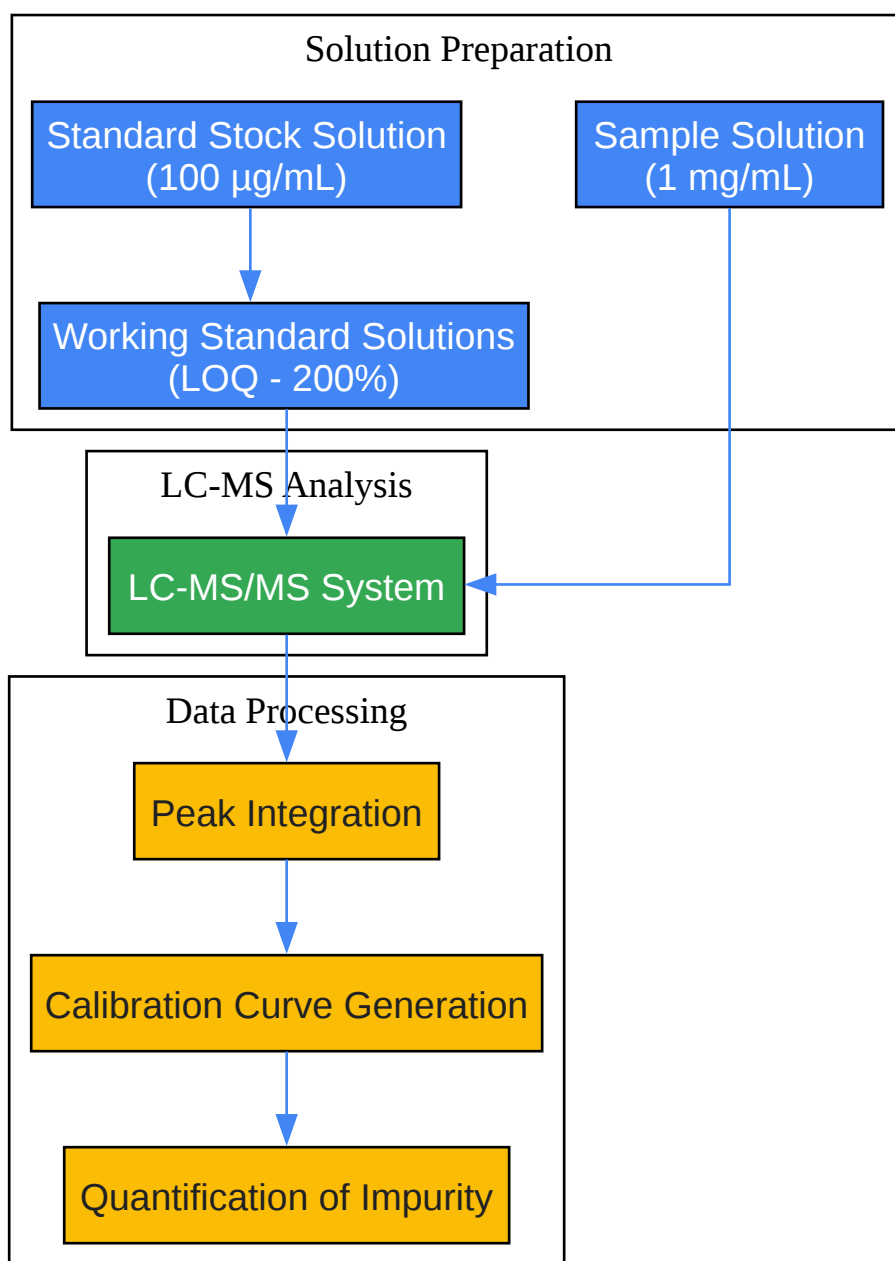 Solution Preparation
Standard Stock Solution
(100 µg/mL)
Sample Solution
(1 mg/mL)
Working Standard Solutions
(LOQ - 200%)
LC-MS Analysis
LC-MS/MS System
Data Processing
Peak Integration
Calibration Curve Generation
Quantification of Impurity